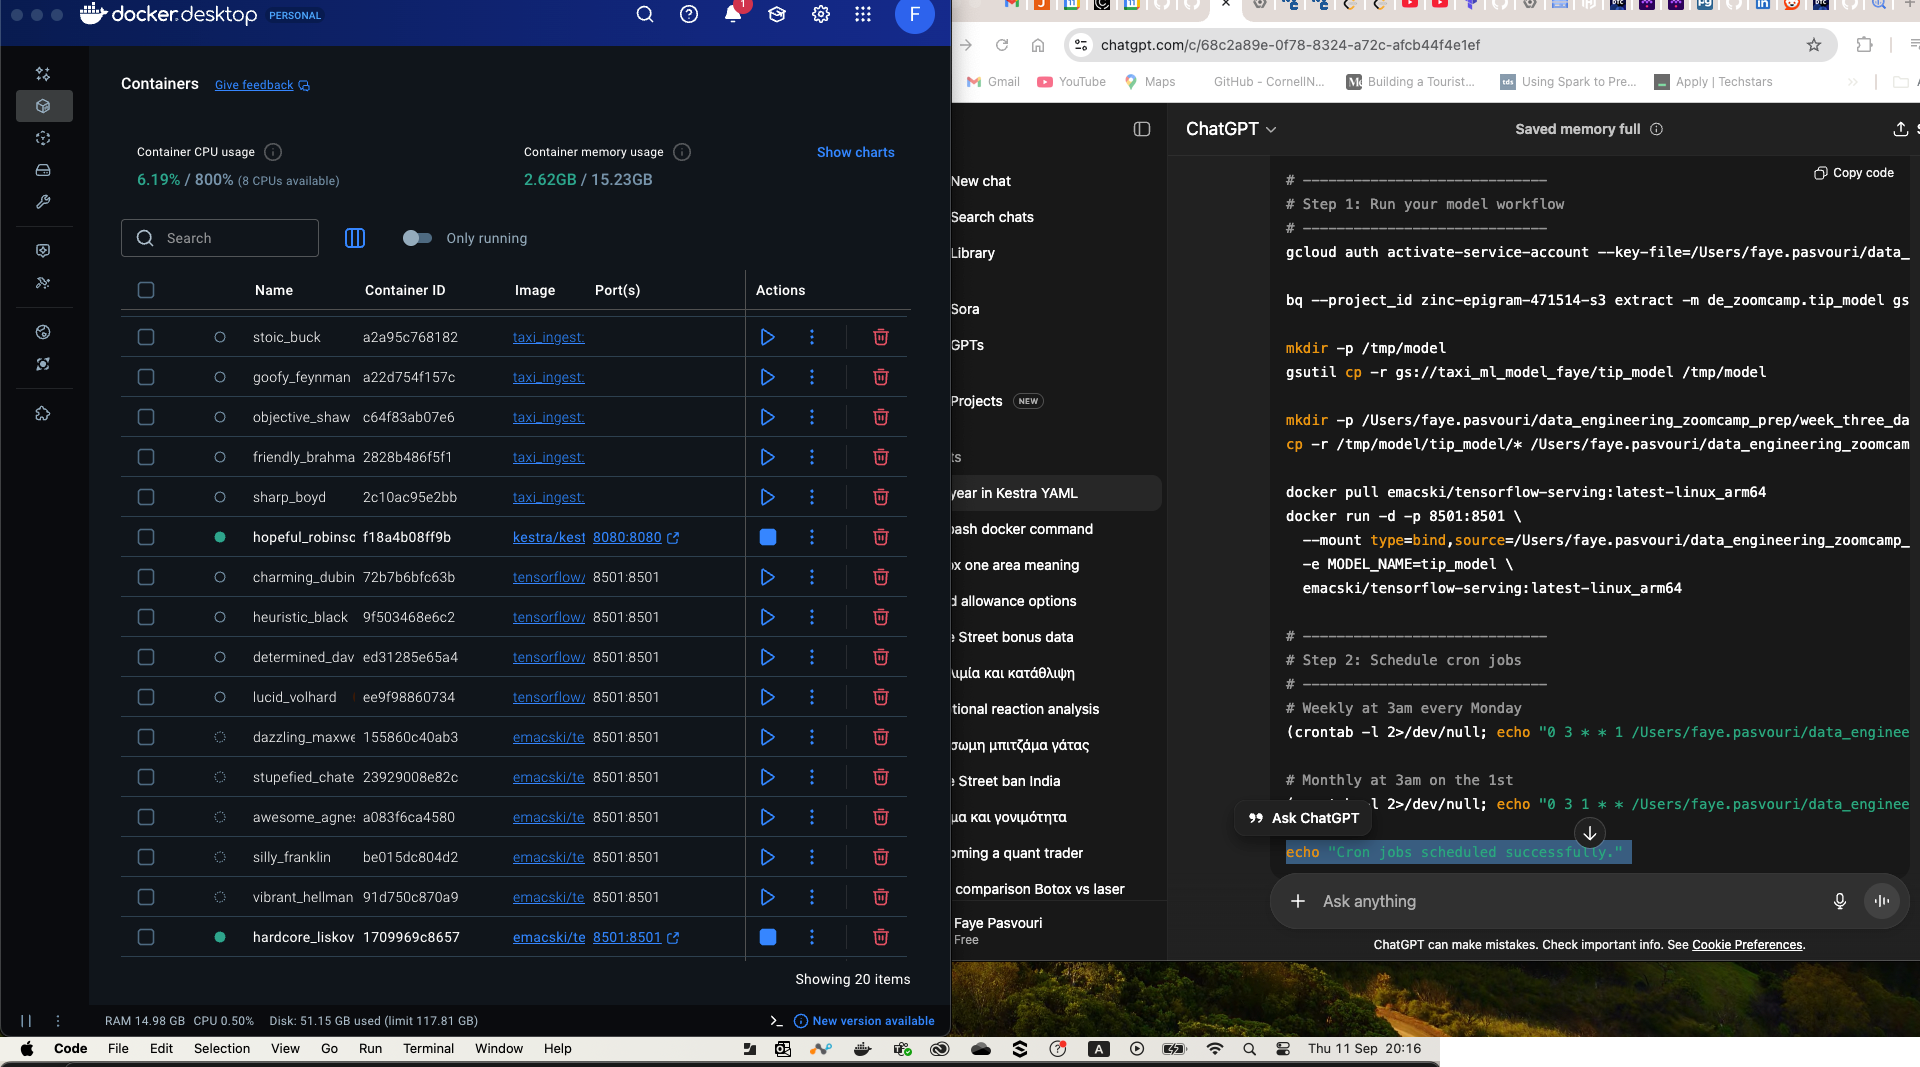 docker.desktop PERSONAL
1
F
Containers Give feedback
Container CPU usage
6.19% / 800% (8 CPUs available)
Container memory usage
2.62GB / 15.23GB
Show charts
Search
Only running
Name Container ID Image Port(s) Actions
stoic_buck a2a95c768182 taxi_ingest:
goofy_feynman a22d754f157c taxi_ingest:
objective_shaw c64f83ab07e6 taxi_ingest:
friendly_brahma 2828b486f5f1 taxi_ingest:
sharp_boyd 2c10ac95e2bb taxi_ingest:
hopeful_robinsc f18a4b08ff9b kestra/kest 8080:8080
charming_dubin 72b7b6bfc63b tensorflow/ 8501:8501
heuristic_black 9f503468e6c2 tensorflow/ 8501:8501
determined_dav ed31285e65a4 tensorflow/ 8501:8501
lucid_volhard ee9f98860734 tensorflow/ 8501:8501
dazzling_maxwe 155860c40ab3 emacski/te 8501:8501
stupefied_chate 23929008e82c emacski/te 8501:8501
awesome_agnes a083f6ca4580 emacski/te 8501:8501
silly_franklin be015dc804d2 emacski/te 8501:8501
vibrant_hellman 91d750c870a9 emacski/te 8501:8501
hardcore_liskov 1709969c8657 emacski/te 8501:8501
Showing 20 items
RAM 14.98 GB CPU 0.50% Disk: 51.15 GB used (limit 117.81 GB)
New version available
chatgpt.com/c/68c2a89e-0f78-8324-a72c-afcb44f4e1ef
Gmail YouTube Maps GitHub - CornellN... Building a Tourist... Using Spark to Pre... Apply | Techstars
New chat
Search chats
Library
Sora
GPTs
Projects NEW
ts
year in Kestra YAML
bash docker command
ox one area meaning
d allowance options
e Street bonus data
λιμία και κατάθλιψη
tional reaction analysis
σωμη μπιτζάμα γάτας
e Street ban India
μα και γονιμότητα
oming a quant trader
comparison Botox vs laser
Faye Pasvouri
Free
ChatGPT
Saved memory full
Copy code
# -----------------------------
# Step 1: Run your model workflow
# -----------------------------
gcloud auth activate-service-account --key-file=/Users/faye.pasvouri/data_
bq --project_id zinc-epigram-471514-s3 extract -m de_zoomcamp.tip_model gs
mkdir -p /tmp/model
gsutil cp -r gs://taxi_ml_model_faye/tip_model /tmp/model
mkdir -p /Users/faye.pasvouri/data_engineering_zoomcamp_prep/week_three_da
cp -r /tmp/model/tip_model/* /Users/faye.pasvouri/data_engineering_zoomcam
docker pull emacski/tensorflow-serving:latest-linux_arm64
docker run -d -p 8501:8501 \
--mount type=bind,source=/Users/faye.pasvouri/data_engineering_zoomcamp_
-e MODEL_NAME=tip_model \
emacski/tensorflow-serving:latest-linux_arm64
# -----------------------------
# Step 2: Schedule cron jobs
# -----------------------------
# Weekly at 3am every Monday
(crontab -l 2>/dev/null; echo "0 3 * * 1 /Users/faye.pasvouri/data_enginee
# Monthly at 3am on the 1st
l 2>/dev/null; echo "0 3 1 * * /Users/faye.pasvouri/data_enginee
Ask ChatGPT
echo "Cron jobs scheduled successfully."
Ask anything
ChatGPT can make mistakes. Check important info. See Cookie Preferences.
Code File Edit Selection View Go Run Terminal Window Help
A
Thu 11 Sep 20:16